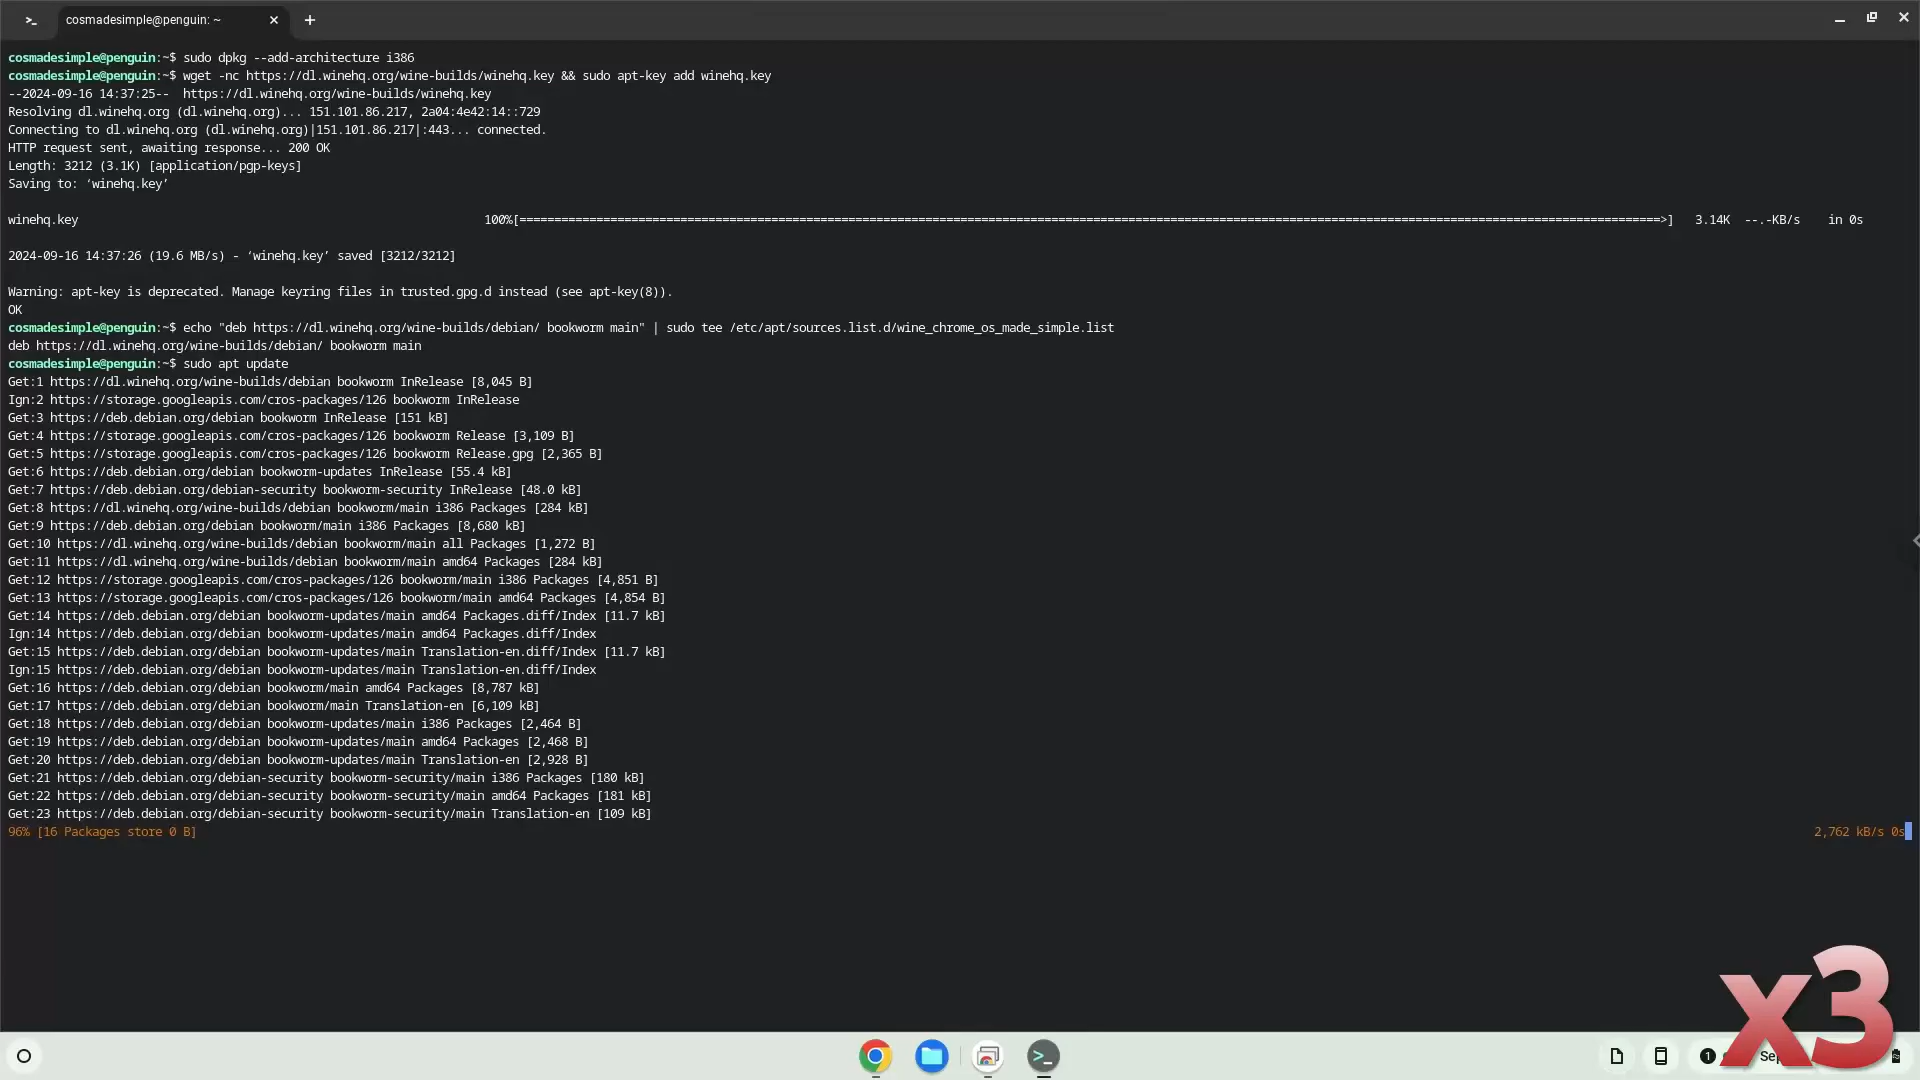 cosmadesimple@penguin: ~
cosmadesimple@penguin:~$ sudo dpkg --add-architecture i386
cosmadesimple@penguin:~$ wget -nc https://dl.winehq.org/wine-builds/winehq.key && sudo apt-key add winehq.key
--2024-09-16 14:37:25--  https://dl.winehq.org/wine-builds/winehq.key
Resolving dl.winehq.org (dl.winehq.org)... 151.101.86.217, 2a04:4e42:14::729
Connecting to dl.winehq.org (dl.winehq.org)|151.101.86.217|:443... connected.
HTTP request sent, awaiting response... 200 OK
Length: 3212 (3.1K) [application/pgp-keys]
Saving to: ‘winehq.key’
winehq.key 100%[===================>] 3.14K --.-KB/s in 0s
2024-09-16 14:37:26 (19.6 MB/s) - ‘winehq.key’ saved [3212/3212]
Warning: apt-key is deprecated. Manage keyring files in trusted.gpg.d instead (see apt-key(8)).
OK
cosmadesimple@penguin:~$ echo "deb https://dl.winehq.org/wine-builds/debian/ bookworm main" | sudo tee /etc/apt/sources.list.d/wine_chrome_os_made_simple.list
deb https://dl.winehq.org/wine-builds/debian/ bookworm main
cosmadesimple@penguin:~$ sudo apt update
Get:1 https://dl.winehq.org/wine-builds/debian bookworm InRelease [8,045 B]
Ign:2 https://storage.googleapis.com/cros-packages/126 bookworm InRelease
Get:3 https://deb.debian.org/debian bookworm InRelease [151 kB]
Get:4 https://storage.googleapis.com/cros-packages/126 bookworm Release [3,109 B]
Get:5 https://storage.googleapis.com/cros-packages/126 bookworm Release.gpg [2,365 B]
Get:6 https://deb.debian.org/debian bookworm-updates InRelease [55.4 kB]
Get:7 https://deb.debian.org/debian-security bookworm-security InRelease [48.0 kB]
Get:8 https://dl.winehq.org/wine-builds/debian bookworm/main i386 Packages [284 kB]
Get:9 https://deb.debian.org/debian bookworm/main i386 Packages [8,680 kB]
Get:10 https://dl.winehq.org/wine-builds/debian bookworm/main all Packages [1,272 B]
Get:11 https://dl.winehq.org/wine-builds/debian bookworm/main amd64 Packages [284 kB]
Get:12 https://storage.googleapis.com/cros-packages/126 bookworm/main i386 Packages [4,851 B]
Get:13 https://storage.googleapis.com/cros-packages/126 bookworm/main amd64 Packages [4,854 B]
Get:14 https://deb.debian.org/debian bookworm-updates/main amd64 Packages.diff/Index [11.7 kB]
Ign:14 https://deb.debian.org/debian bookworm-updates/main amd64 Packages.diff/Index
Get:15 https://deb.debian.org/debian bookworm-updates/main Translation-en.diff/Index [11.7 kB]
Ign:15 https://deb.debian.org/debian bookworm-updates/main Translation-en.diff/Index
Get:16 https://deb.debian.org/debian bookworm/main amd64 Packages [8,787 kB]
Get:17 https://deb.debian.org/debian bookworm/main Translation-en [6,109 kB]
Get:18 https://deb.debian.org/debian bookworm-updates/main i386 Packages [2,464 B]
Get:19 https://deb.debian.org/debian bookworm-updates/main amd64 Packages [2,468 B]
Get:20 https://deb.debian.org/debian bookworm-updates/main Translation-en [2,928 B]
Get:21 https://deb.debian.org/debian-security bookworm-security/main i386 Packages [180 kB]
Get:22 https://deb.debian.org/debian-security bookworm-security/main amd64 Packages [181 kB]
Get:23 https://deb.debian.org/debian-security bookworm-security/main Translation-en [109 kB]
96% [16 Packages store 0 B] 2,762 kB/s 0s
x3
1